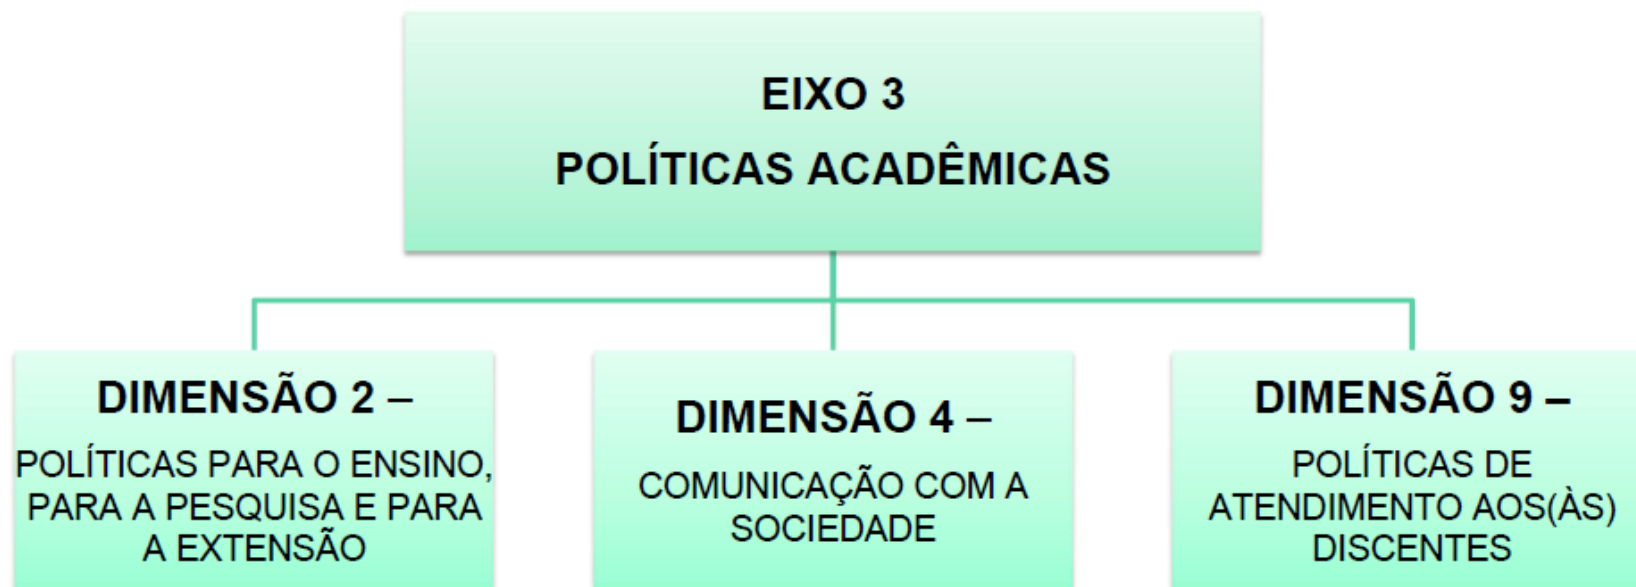 EIXO 3
POLÍTICAS ACADÊMICAS
DIMENSÃO 2 –
POLÍTICAS PARA O ENSINO,
PARA A PESQUISA E PARA
A EXTENSÃO
DIMENSÃO 4 –
COMUNICAÇÃO COM A
SOCIEDADE
DIMENSÃO 9 –
POLÍTICAS DE
ATENDIMENTO AOS(ÀS)
DISCENTES